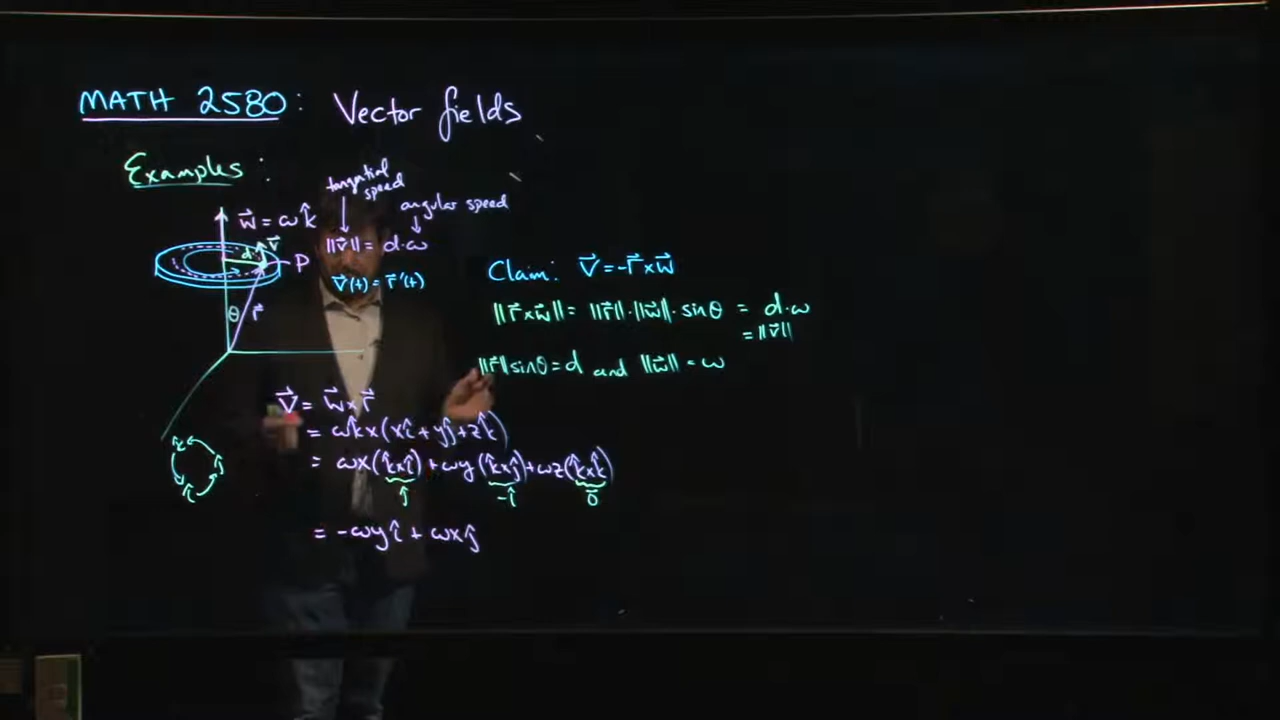 MATH 2580: Vector fields
Examples:
tangential speed
angular speed
w⃗ = ωk̂
‖v⃗‖ = d·ω
v⃗
d
P
v⃗(t) = r⃗'(t)
θ
r⃗
Claim: v⃗ = -r⃗×w⃗
‖r⃗×w⃗‖ = ‖r⃗‖·‖w⃗‖·sinθ = d·ω
= ‖v⃗‖
‖r⃗‖sinθ = d and ‖w⃗‖ = ω
v⃗ = w⃗×r⃗
= ωk̂×(xî+yĵ+zk̂)
= ωx(k̂×î)+ωy(k̂×ĵ)+ωz(k̂×k̂)
ĵ -î 0⃗
= -ωyî + ωxĵ
k̂
ĵ
î